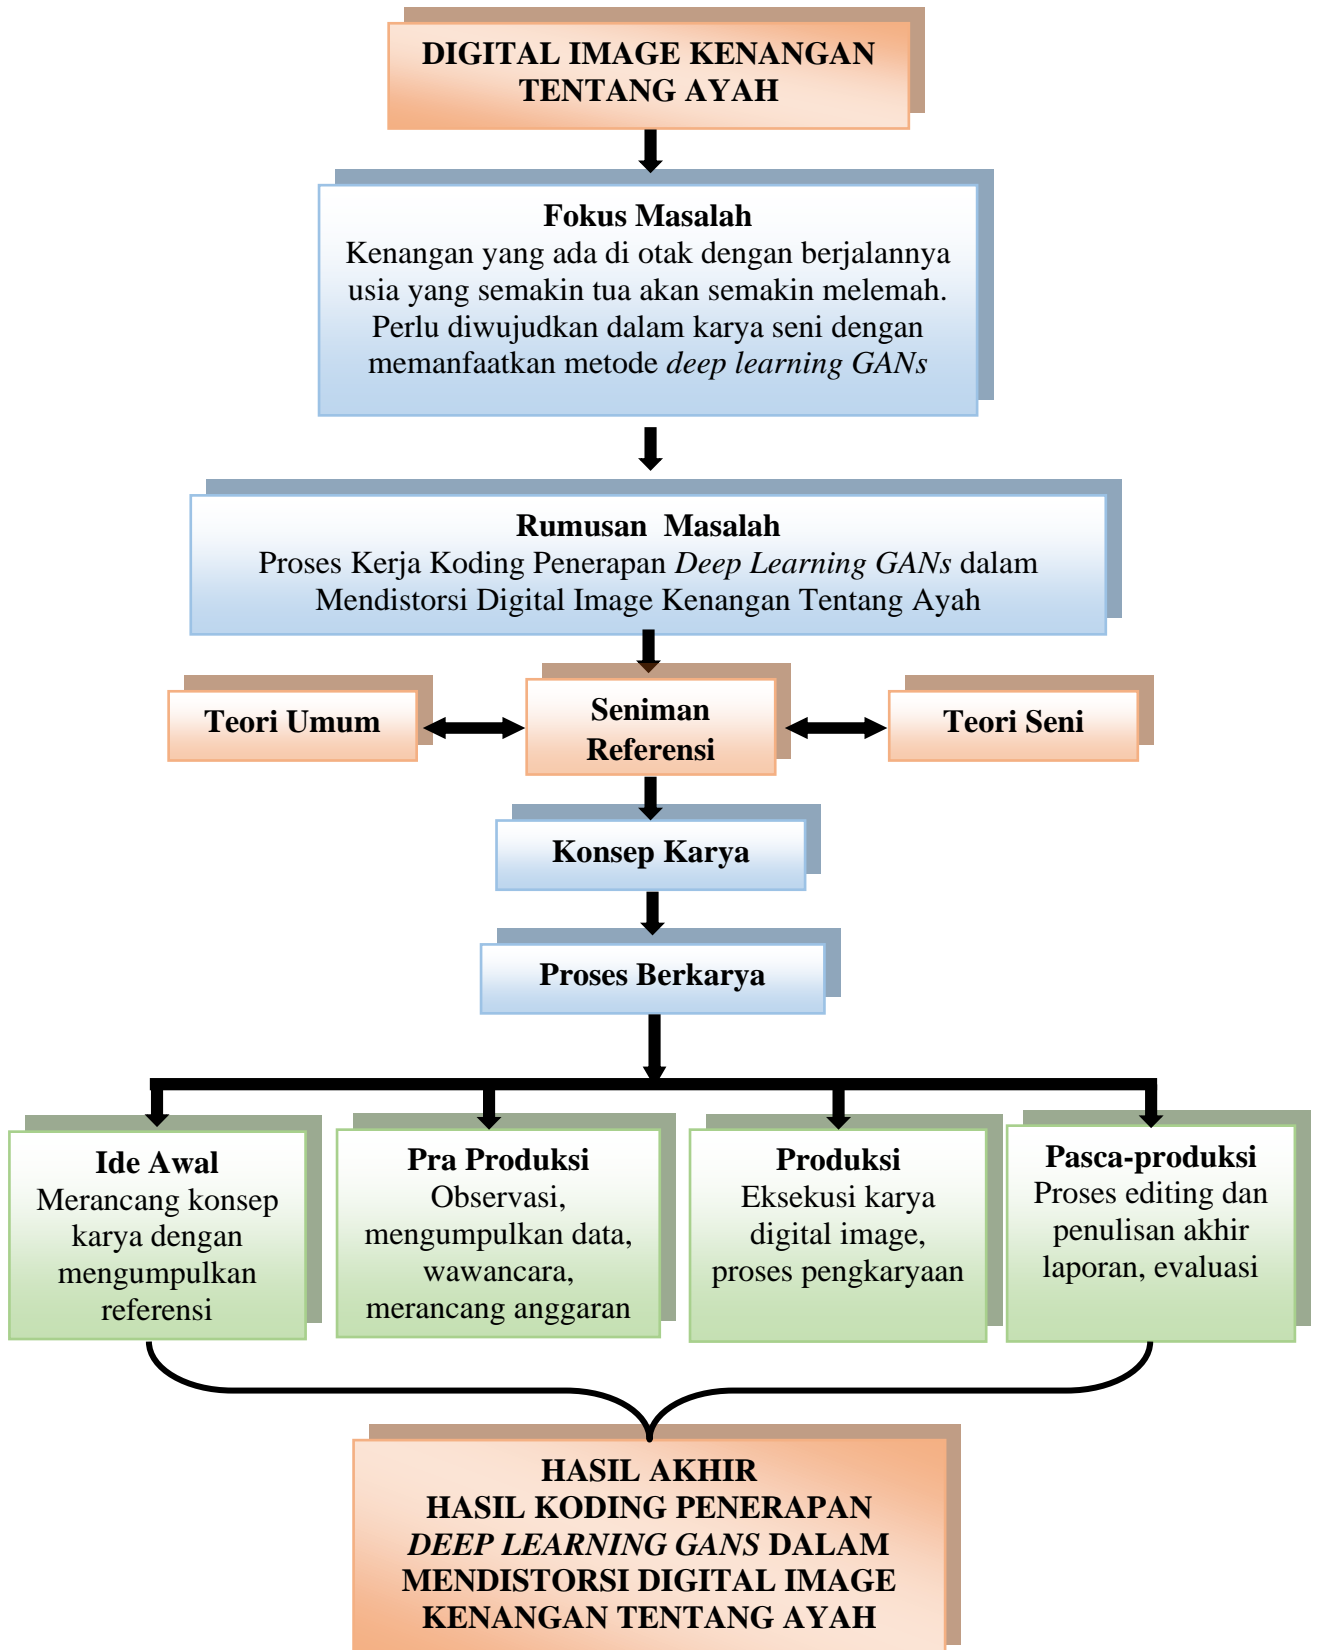 DIGITAL IMAGE KENANGAN
TENTANG AYAH
Fokus Masalah
Kenangan yang ada di otak dengan berjalannya
usia yang semakin tua akan semakin melemah.
Perlu diwujudkan dalam karya seni dengan
memanfaatkan metode deep learning GANs
Rumusan Masalah
Proses Kerja Koding Penerapan Deep Learning GANs dalam
Mendistorsi Digital Image Kenangan Tentang Ayah
Teori Umum
Seniman
Referensi
Teori Seni
Konsep Karya
Proses Berkarya
Ide Awal
Merancang konsep
karya dengan
mengumpulkan
referensi
Pra Produksi
Observasi,
mengumpulkan data,
wawancara,
merancang anggaran
Produksi
Eksekusi karya
digital image,
proses pengkaryaan
Pasca-produksi
Proses editing dan
penulisan akhir
laporan, evaluasi
HASIL AKHIR
HASIL KODING PENERAPAN
DEEP LEARNING GANS DALAM
MENDISTORSI DIGITAL IMAGE
KENANGAN TENTANG AYAH